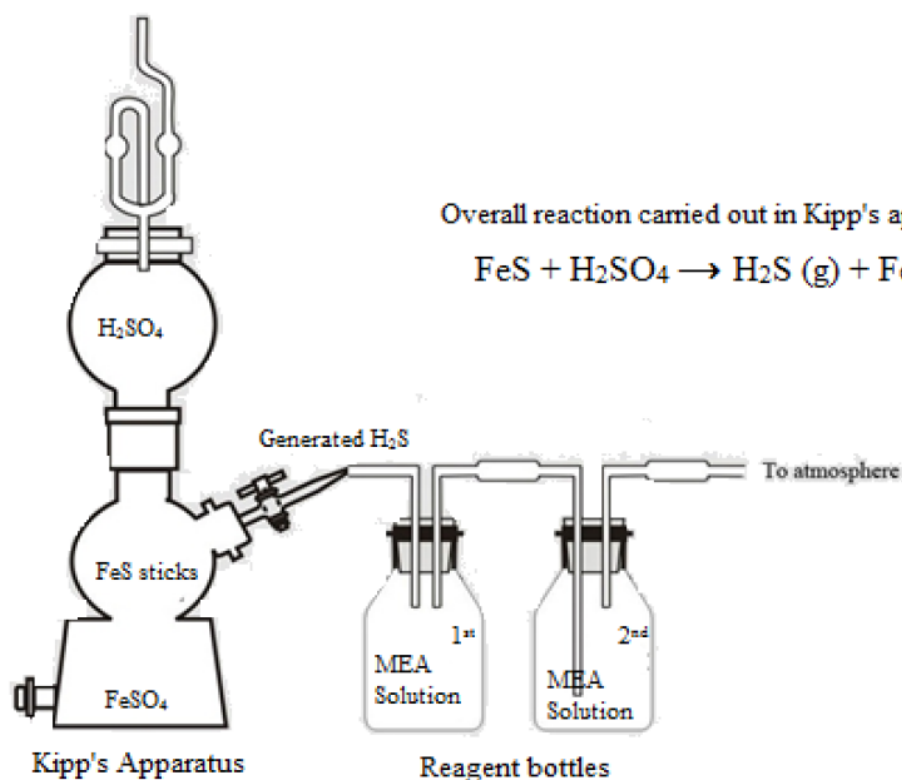 Overall reaction carried out in Kipp's
FeS + H₂SO₄ → H₂S (g) +
H₂SO₄
Generated H₂S
To atmosphere
FeS sticks
1ˢᵗ
2ⁿᵈ
MEA
Solution
MEA
Solution
FeSO₄
Kipp's Apparatus
Reagent bottles